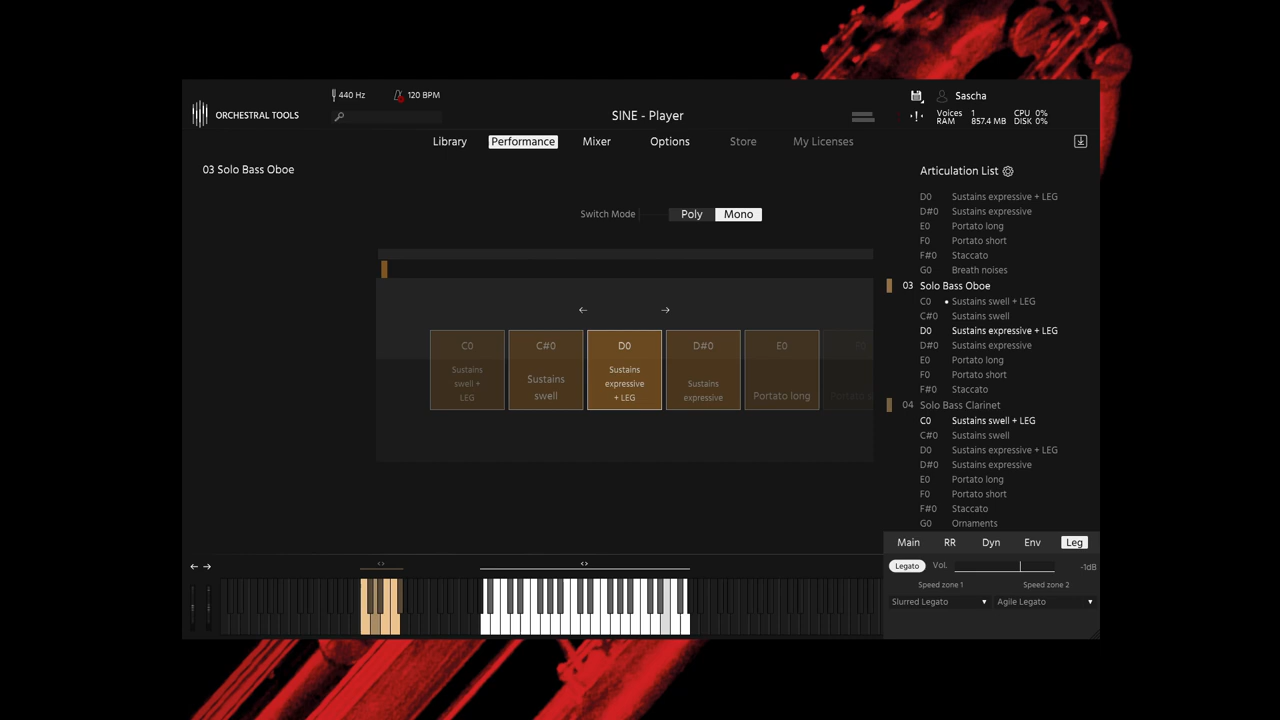 440 Hz
120 BPM
Sascha
ORCHESTRAL TOOLS
SINE - Player
Voices 1 CPU 0%
RAM 857.4 MB DISK 0%
Library Performance Mixer Options Store My Licenses
03 Solo Bass Oboe
Switch Mode Poly Mono
C0 Sustains swell + LEG
C#0 Sustains swell
D0 Sustains expressive + LEG
D#0 Sustains expressive
E0 Portato long
F0 Portato s
Articulation List
D0 Sustains expressive + LEG
D#0 Sustains expressive
E0 Portato long
F0 Portato short
F#0 Staccato
G0 Breath noises
03 Solo Bass Oboe
C0 Sustains swell + LEG
C#0 Sustains swell
D0 Sustains expressive + LEG
D#0 Sustains expressive
E0 Portato long
F0 Portato short
F#0 Staccato
04 Solo Bass Clarinet
C0 Sustains swell + LEG
C#0 Sustains swell
D0 Sustains expressive + LEG
D#0 Sustains expressive
E0 Portato long
F0 Portato short
F#0 Staccato
G0 Ornaments
Main RR Dyn Env Leg
Legato Vol. -1dB
Speed zone 1 Speed zone 2
Slurred Legato Agile Legato